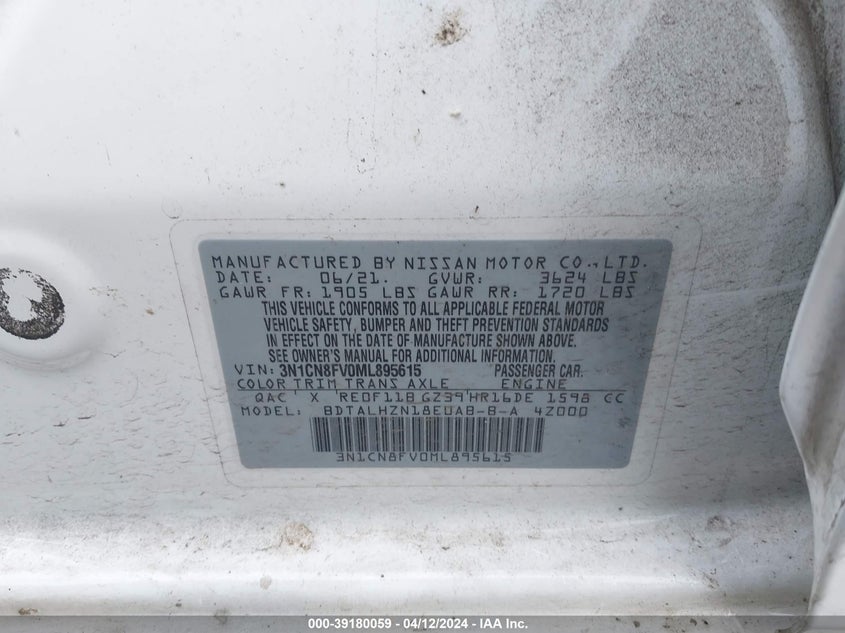 MANUFACTURED BY NISSAN MOTOR CO.,LTD.
DATE: 06/21. GVWR: 3624 LBS
GAWR FR: 1905 LBS GAWR RR: 1720 LBS
THIS VEHICLE CONFORMS TO ALL APPLICABLE FEDERAL MOTOR
VEHICLE SAFETY, BUMPER AND THEFT PREVENTION STANDARDS
IN EFFECT ON THE DATE OF MANUFACTURE SHOWN ABOVE.
SEE OWNER'S MANUAL FOR ADDITIONAL INFORMATION.
VIN: 3N1CN8FV0ML895615 PASSENGER CAR.
COLOR TRIM TRANS AXLE ENGINE
QAC X RE0F11B GZ39 HR16DE 1598 CC
MODEL: BDTALHZN18EUAB-B-A 4Z000
3N1CN8FV0ML895615
000-39180059 - 04/12/2024 - IAA Inc.